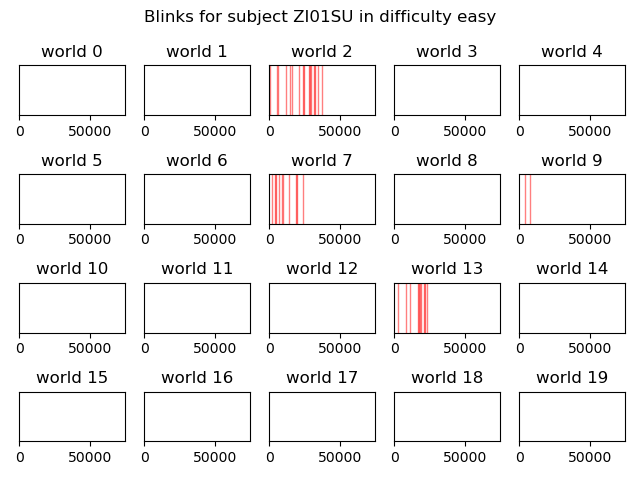 Blinks for subject ZI01SU in difficulty easy
world 0 world 1 world 2 world 3 world 4
0 50000 0 50000 0 50000 0 50000 0 50000
world 5 world 6 world 7 world 8 world 9
0 50000 0 50000 0 50000 0 50000 0 50000
world 10 world 11 world 12 world 13 world 14
0 50000 0 50000 0 50000 0 50000 0 50000
world 15 world 16 world 17 world 18 world 19
0 50000 0 50000 0 50000 0 50000 0 50000